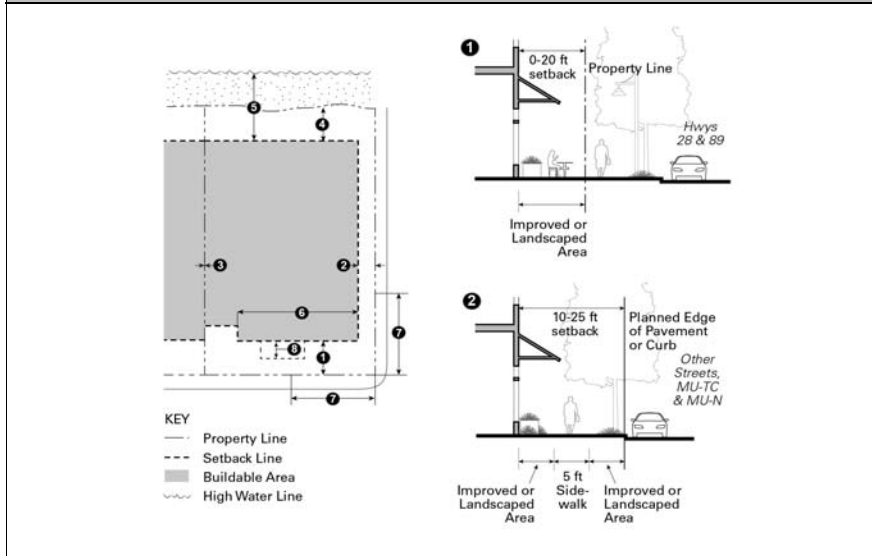 5
4
3
2
6
7
8
1
7
KEY
Property Line
Setback Line
Buildable Area
High Water Line
1
0-20 ft
setback
Property Line
Hwys
28 & 89
Improved or
Landscaped
Area
2
10-25 ft
setback
Planned Edge
of Pavement
or Curb
Other
Streets,
MU-TC
& MU-N
5 ft
Side-
walk
Improved or
Landscaped
Area
Improved or
Landscaped
Area